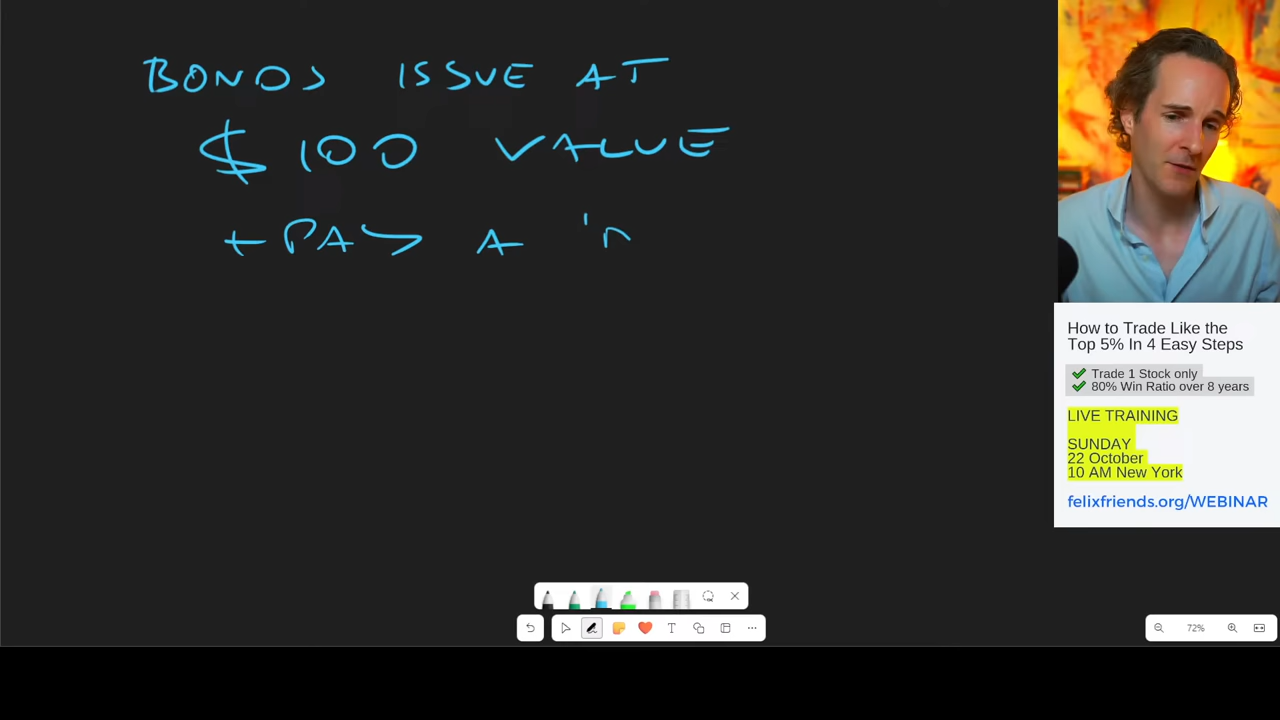 BONDS ISSUE AT
$100 VALUE
+ PAY A
How to Trade Like the
Top 5% In 4 Easy Steps
Trade 1 Stock only
80% Win Ratio over 8 years
LIVE TRAINING
SUNDAY
22 October
10 AM New York
felixfriends.org/WEBINAR
T
72%